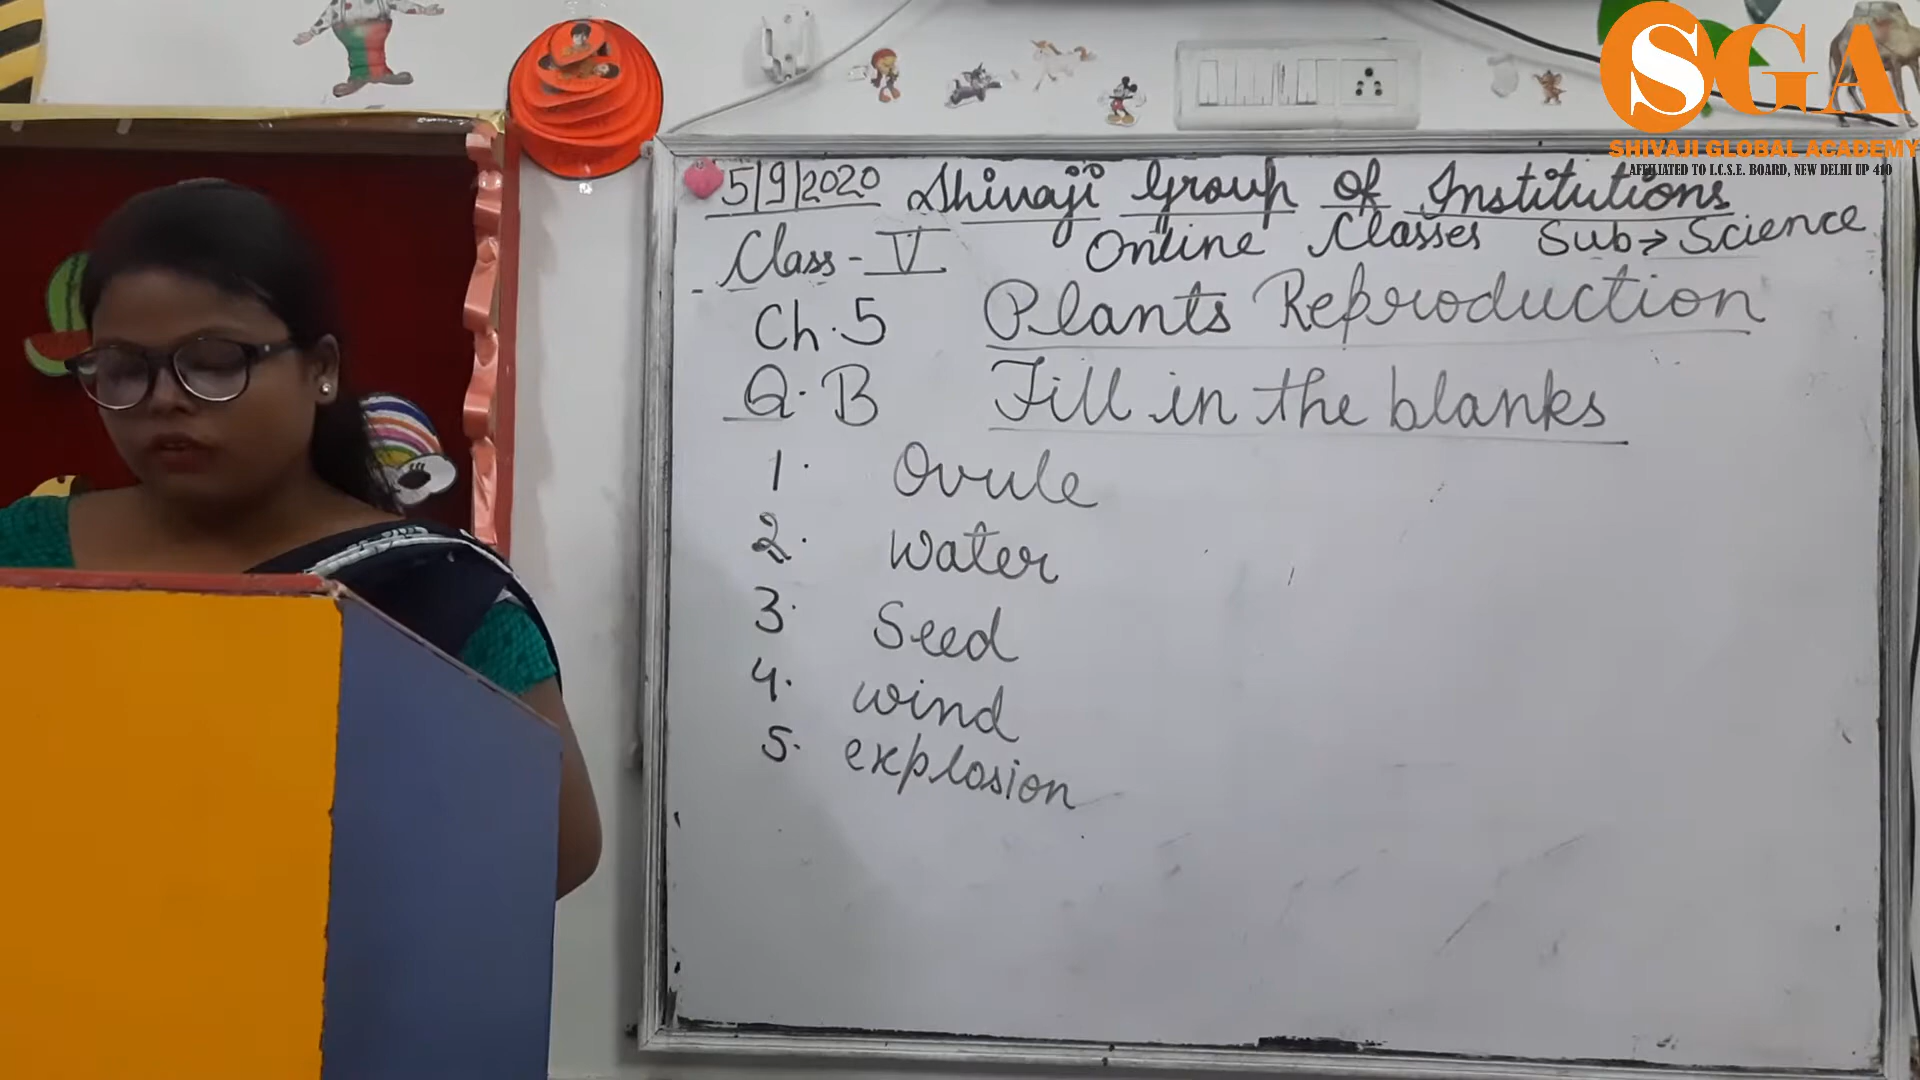 SGA
SHIVAJI GLOBAL ACADEMY
AFFILIATED TO I.C.S.E. BOARD, NEW DELHI UP 410
5/9/2020 Shivaji Group Of Institutions
Class - V Online Classes Sub → Science
Ch. 5 Plants Reproduction
Q. B Fill in the blanks
1. Ovule
2. Water
3. Seed
4. wind
5. explosion